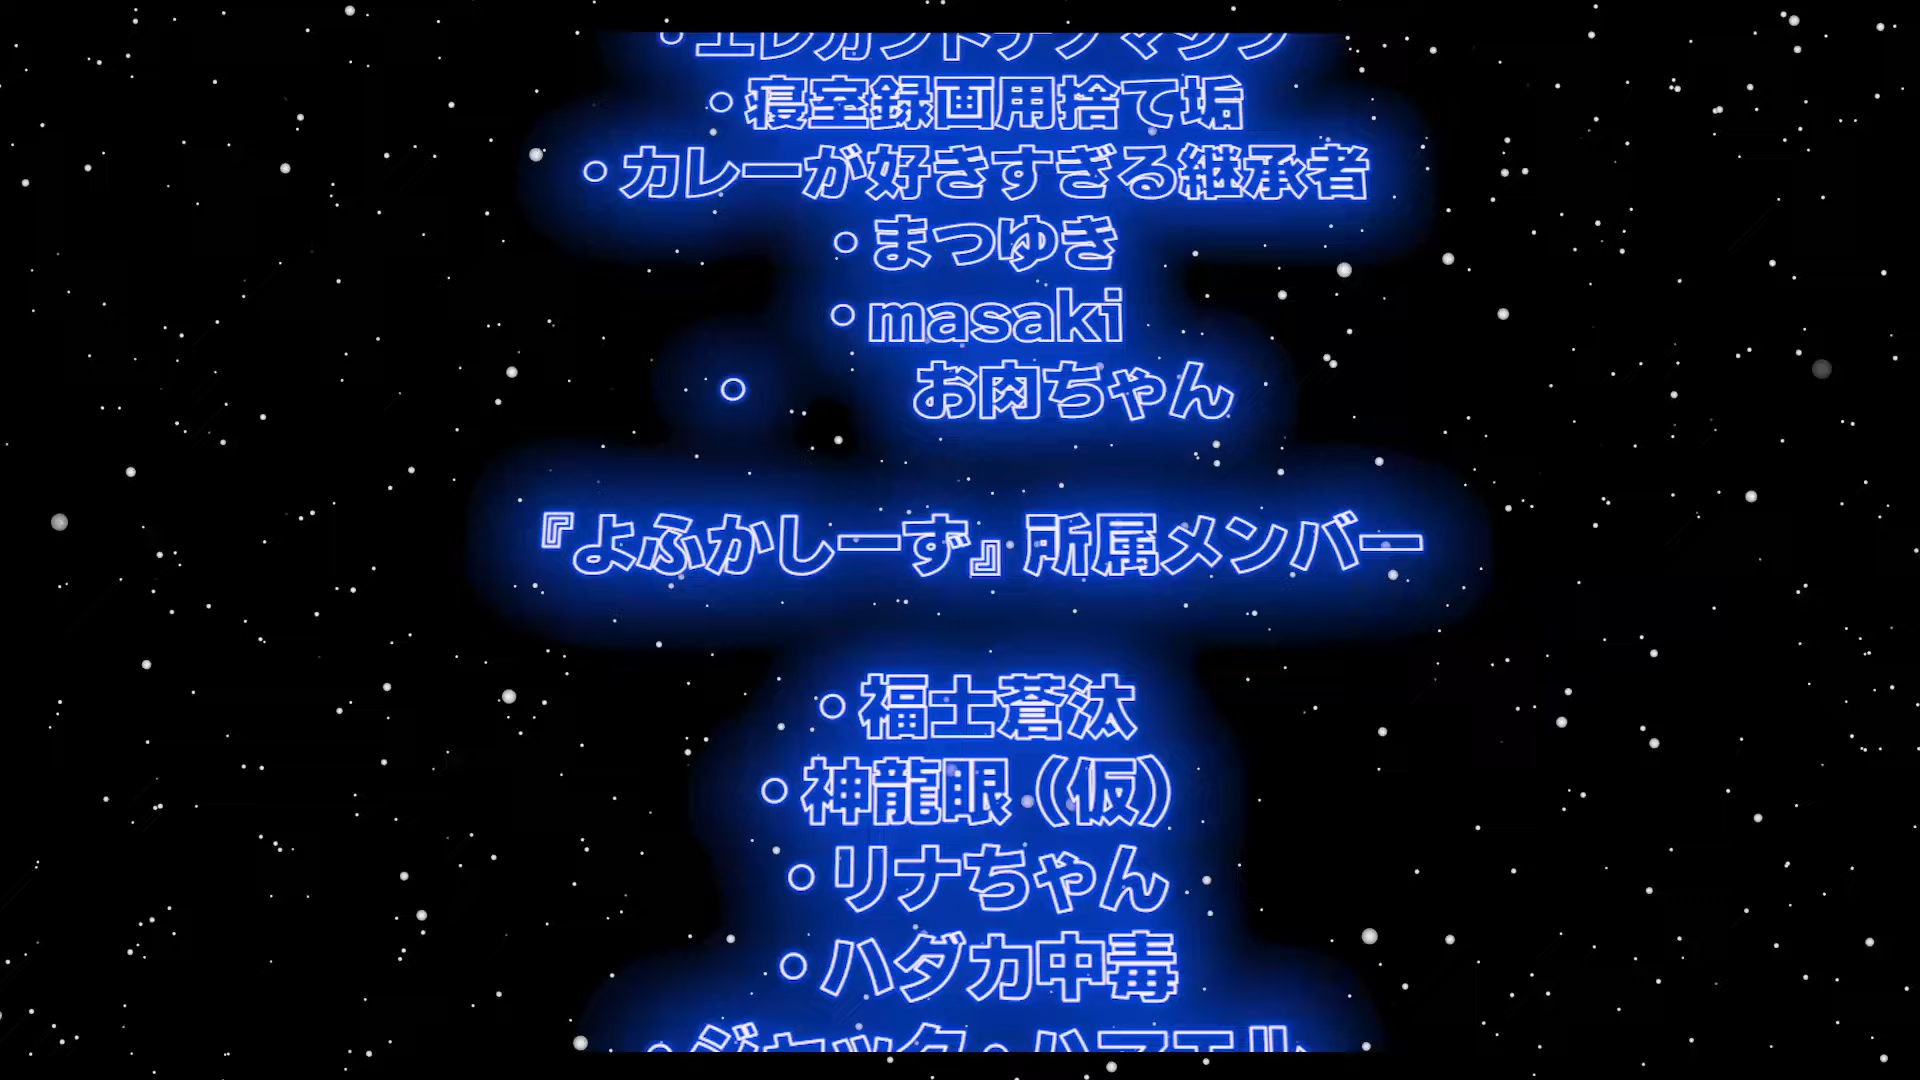 ・寝室録画用捨て垢
・カレーが好きすぎる継承者
・まつゆき
・masaki
・　　お肉ちゃん
『よふかしーず』所属メンバー
・福士蒼汰
・神龍眼（仮）
・リナちゃん
・ハダカ中毒